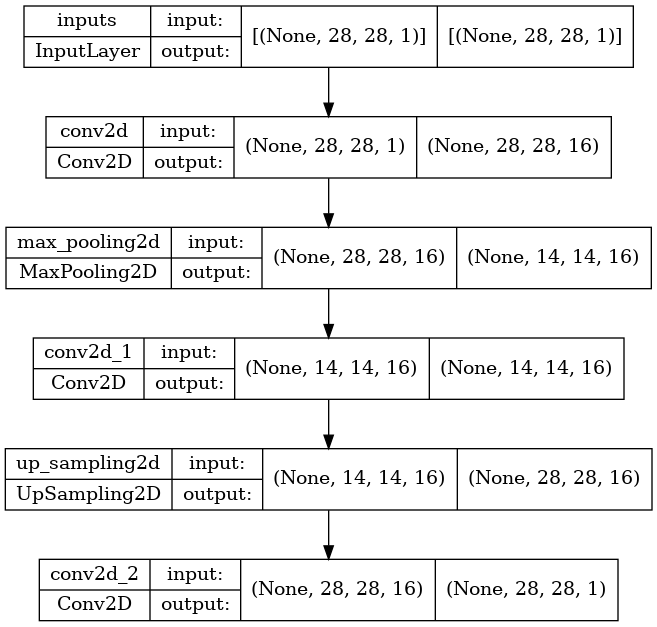 inputs input: [(None, 28, 28, 1)] [(None, 28, 28, 1)]
InputLayer output:
conv2d input: (None, 28, 28, 1) (None, 28, 28, 16)
Conv2D output:
max_pooling2d input: (None, 28, 28, 16) (None, 14, 14, 16)
MaxPooling2D output:
conv2d_1 input: (None, 14, 14, 16) (None, 14, 14, 16)
Conv2D output:
up_sampling2d input: (None, 14, 14, 16) (None, 28, 28, 16)
UpSampling2D output:
conv2d_2 input: (None, 28, 28, 16) (None, 28, 28, 1)
Conv2D output: